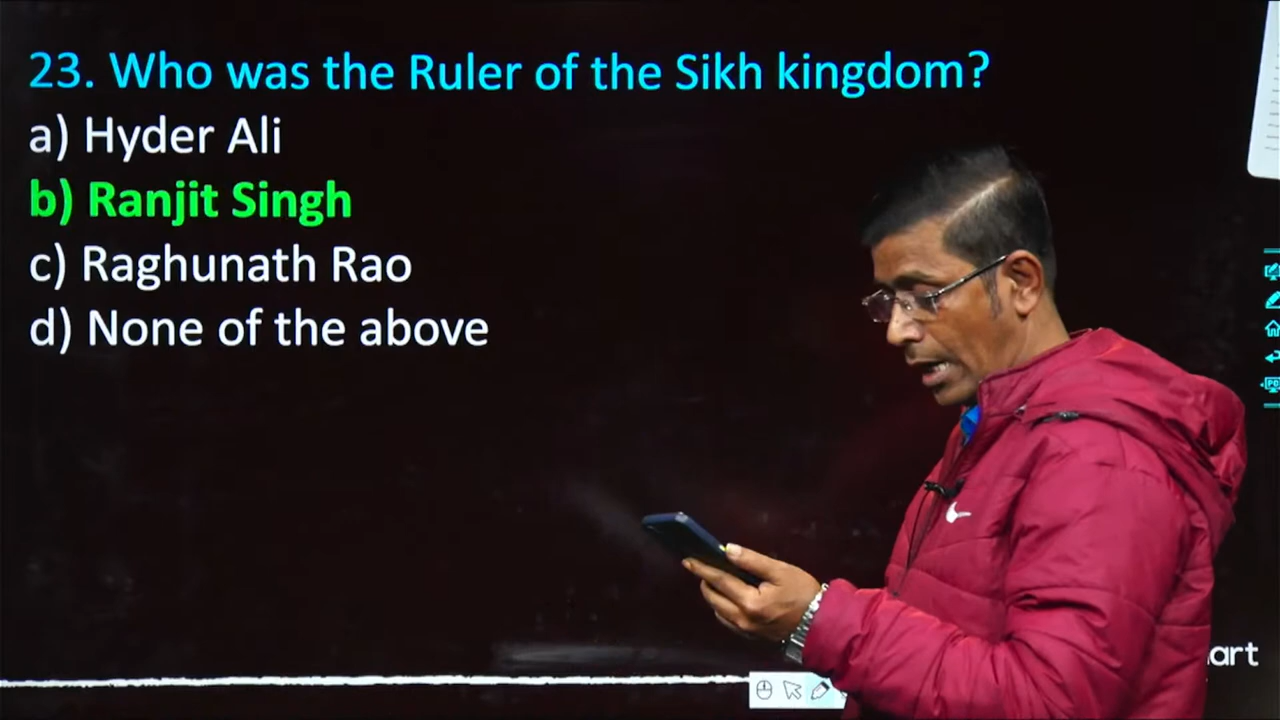 23. Who was the Ruler of the Sikh kingdom?
a) Hyder Ali
b) Ranjit Singh
c) Raghunath Rao
d) None of the above
art